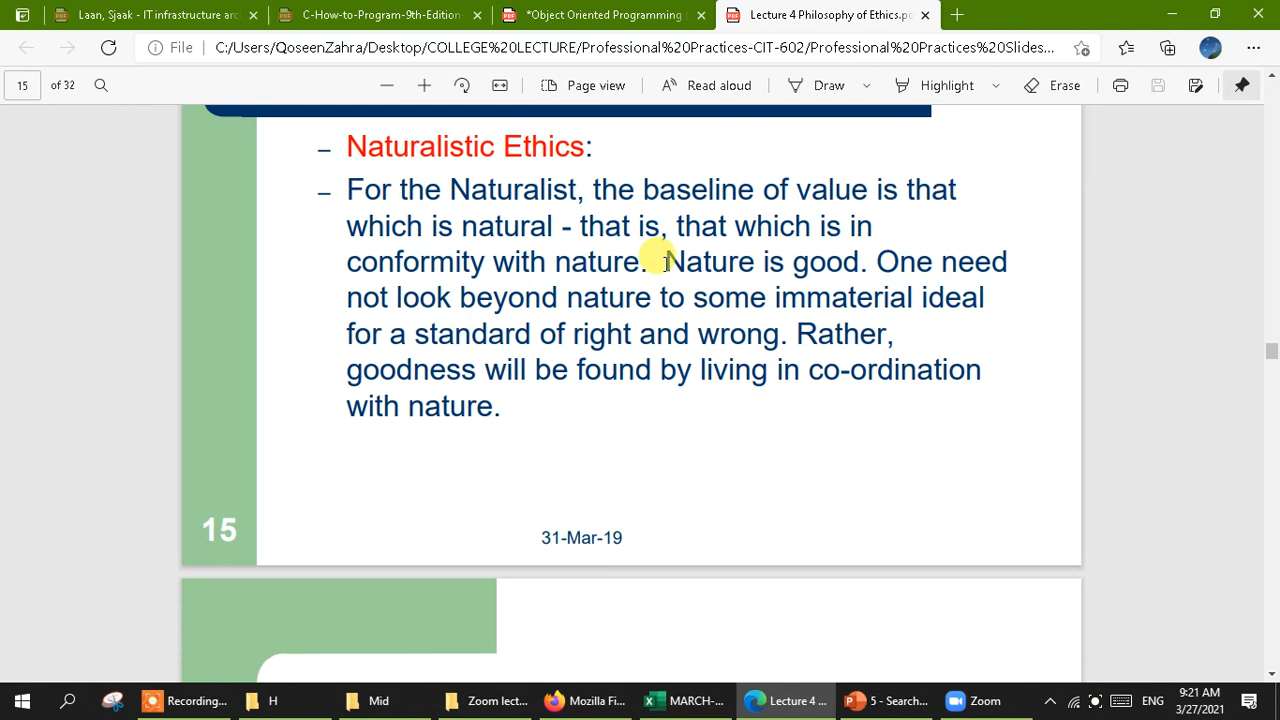 Laan, Sjaak - IT infrastructure arc
C-How-to-Program-9th-Edition-
*Object Oriented Programming (
Lecture 4 Philosophy of Ethics.pd
File
C:/Users/QoseenZahra/Desktop/COLLEGE%20LECTURE/Professional%20Practices-CIT-602/Professional%20Practices%20Slides...
15 of 32
Page view
Read aloud
Draw
Highlight
Erase
– Naturalistic Ethics:
– For the Naturalist, the baseline of value is that
which is natural - that is, that which is in
conformity with nature. Nature is good. One need
not look beyond nature to some immaterial ideal
for a standard of right and wrong. Rather,
goodness will be found by living in co-ordination
with nature.
15
31-Mar-19
Recording...
H
Mid
Zoom lect...
Mozilla Fi...
MARCH-...
Lecture 4 ...
5 - Search...
Zoom
ENG
9:21 AM
3/27/2021